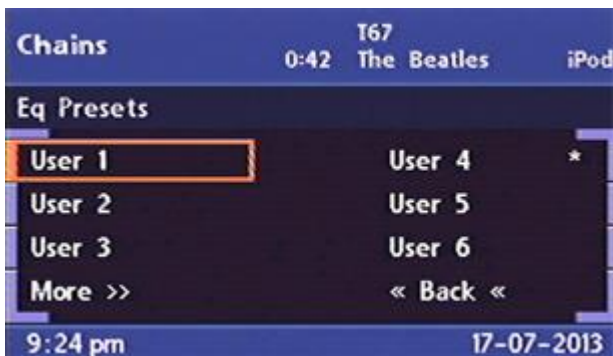 Chains 0:42 T67
The Beatles iPod
Eq Presets
User 1 User 4 *
User 2 User 5
User 3 User 6
More >> « Back «
9:24 pm 17-07-2013